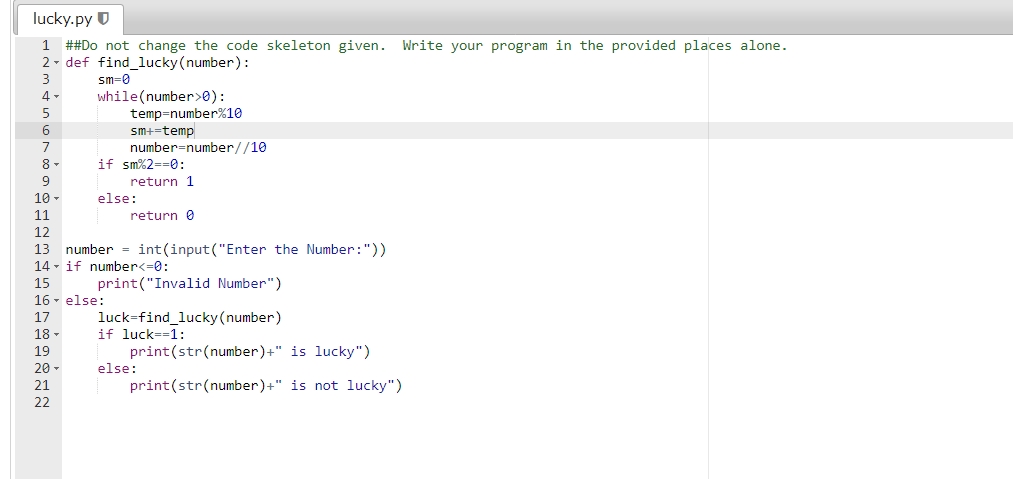 lucky.py
1 ##Do not change the code skeleton given.  Write your program in the provided places alone.
2 def find_lucky(number):
3     sm=0
4     while(number>0):
5         temp=number%10
6         sm+=temp
7         number=number//10
8     if sm%2==0:
9         return 1
10     else:
11         return 0
12
13 number = int(input("Enter the Number:"))
14 if number<=0:
15     print("Invalid Number")
16 else:
17     luck=find_lucky(number)
18     if luck==1:
19         print(str(number)+" is lucky")
20     else:
21         print(str(number)+" is not lucky")
22